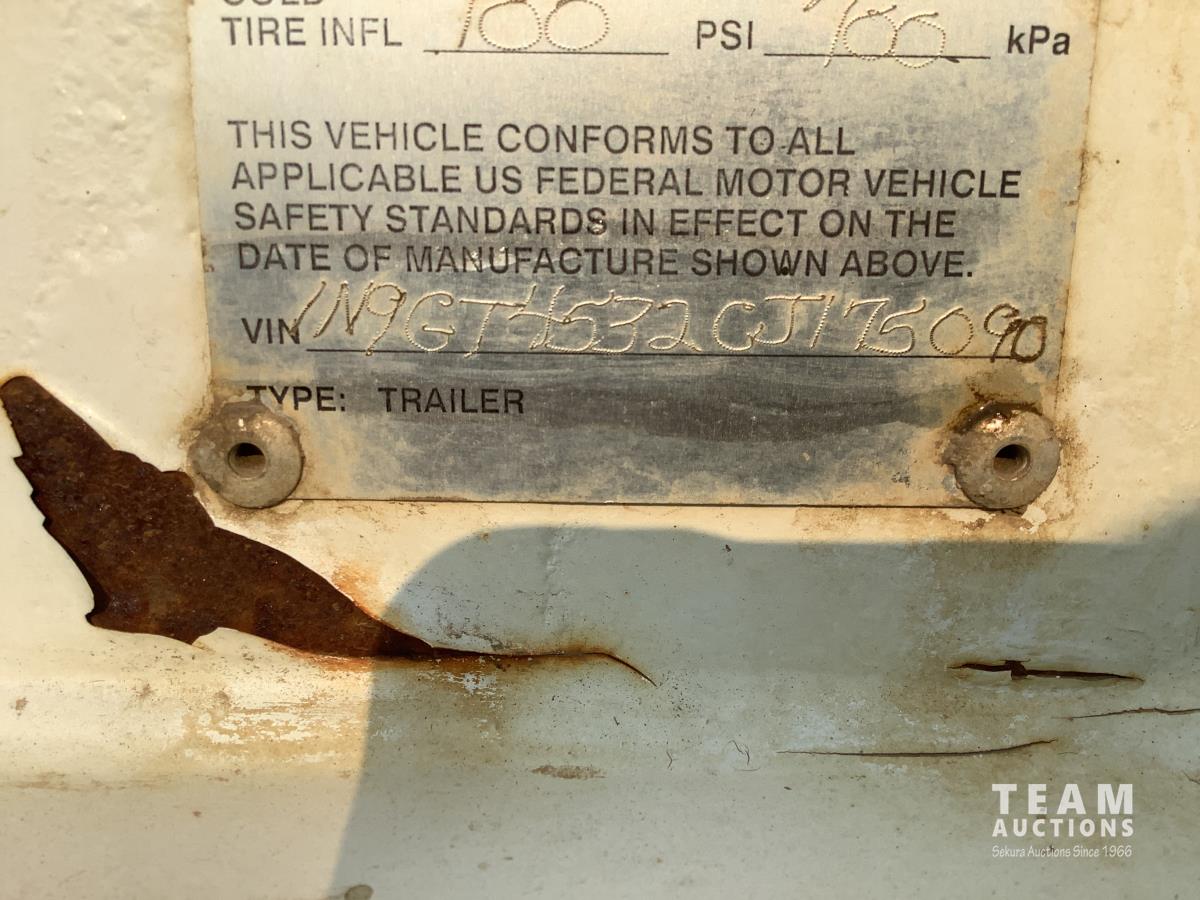 TIRE INFL 100 PSI kPa
THIS VEHICLE CONFORMS TO ALL
APPLICABLE US FEDERAL MOTOR VEHICLE
SAFETY STANDARDS IN EFFECT ON THE
DATE OF MANUFACTURE SHOWN ABOVE.
VIN 1N9GT4532CJ175090
TYPE: TRAILER
TEAM
AUCTIONS
Sekura Auctions Since 1966